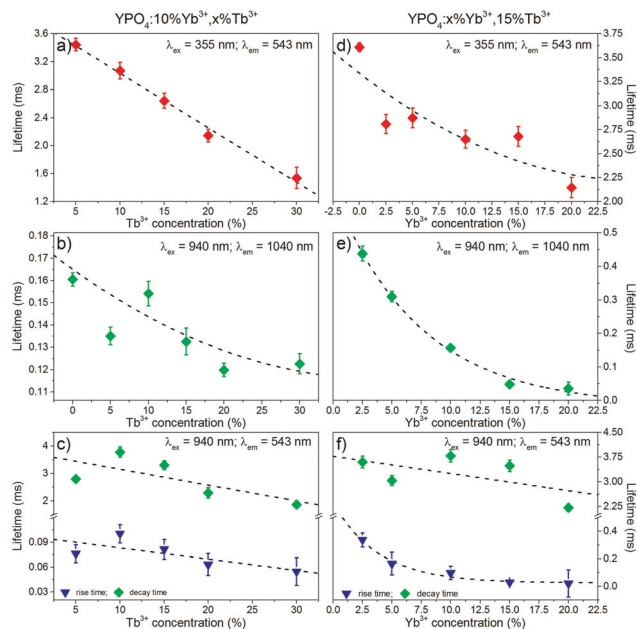 YPO₄:10%Yb³⁺,x%Tb³⁺
YPO₄:x%Yb³⁺,15%Tb³⁺
a)
λex = 355 nm; λem = 543 nm
Lifetime (ms)
3.6
3.0
2.4
1.8
1.2
5 10 15 20 25 30
Tb³⁺ concentration (%)
d)
λex = 355 nm; λem = 543 nm
Lifetime (ms)
3.75
3.50
3.25
3.00
2.75
2.50
2.25
2.00
-2.5 0.0 2.5 5.0 7.5 10.0 12.5 15.0 17.5 20.0 22.5
Yb³⁺ concentration (%)
b)
λex = 940 nm; λem = 1040 nm
Lifetime (ms)
0.18
0.17
0.16
0.15
0.14
0.13
0.12
0.11
0 5 10 15 20 25 30
Tb³⁺ concentration (%)
e)
λex = 940 nm; λem = 1040 nm
Lifetime (ms)
0.5
0.4
0.3
0.2
0.1
0.0
0.0 2.5 5.0 7.5 10.0 12.5 15.0 17.5 20.0 22.5
Yb³⁺ concentration (%)
c)
λex = 940 nm; λem = 543 nm
Lifetime (ms)
4
3
2
0.09
0.06
0.03
rise time; decay time
5 10 15 20 25 30
Tb³⁺ concentration (%)
f)
λex = 940 nm; λem = 543 nm
Lifetime (ms)
4.50
3.75
3.00
2.25
0.4
0.2
0.0
rise time; decay time
0.0 2.5 5.0 7.5 10.0 12.5 15.0 17.5 20.0 22.5
Yb³⁺ concentration (%)